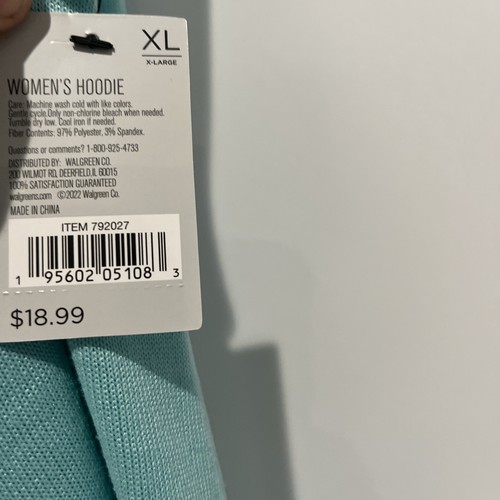 XL
X-LARGE
WOMEN'S HOODIE
Care: Machine wash cold with like colors.
Gentle cycle.Only non-chlorine bleach when needed.
Tumble dry low. Cool iron if needed.
Fiber Contents: 97% Polyester, 3% Spandex.
Questions or comments? 1-800-925-4733
DISTRIBUTED BY: WALGREEN CO.
200 WILMOT RD, DEERFIELD,IL 60015
100% SATISFACTION GUARANTEED
walgreens.com ©2022 Walgreen Co.
MADE IN CHINA
ITEM 792027
1 95602 05108 3
$18.99